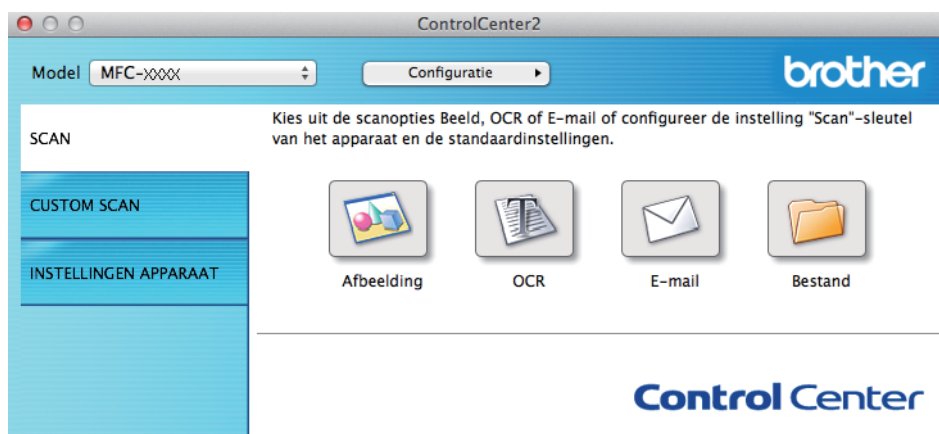 ControlCenter2
Model MFC-XXXX Configuratie brother
SCAN
Kies uit de scanopties Beeld, OCR of E-mail of configureer de instelling "Scan"-sleutel
van het apparaat en de standaardinstellingen.
CUSTOM SCAN
INSTELLINGEN APPARAAT
Afbeelding OCR E-mail Bestand
Control Center